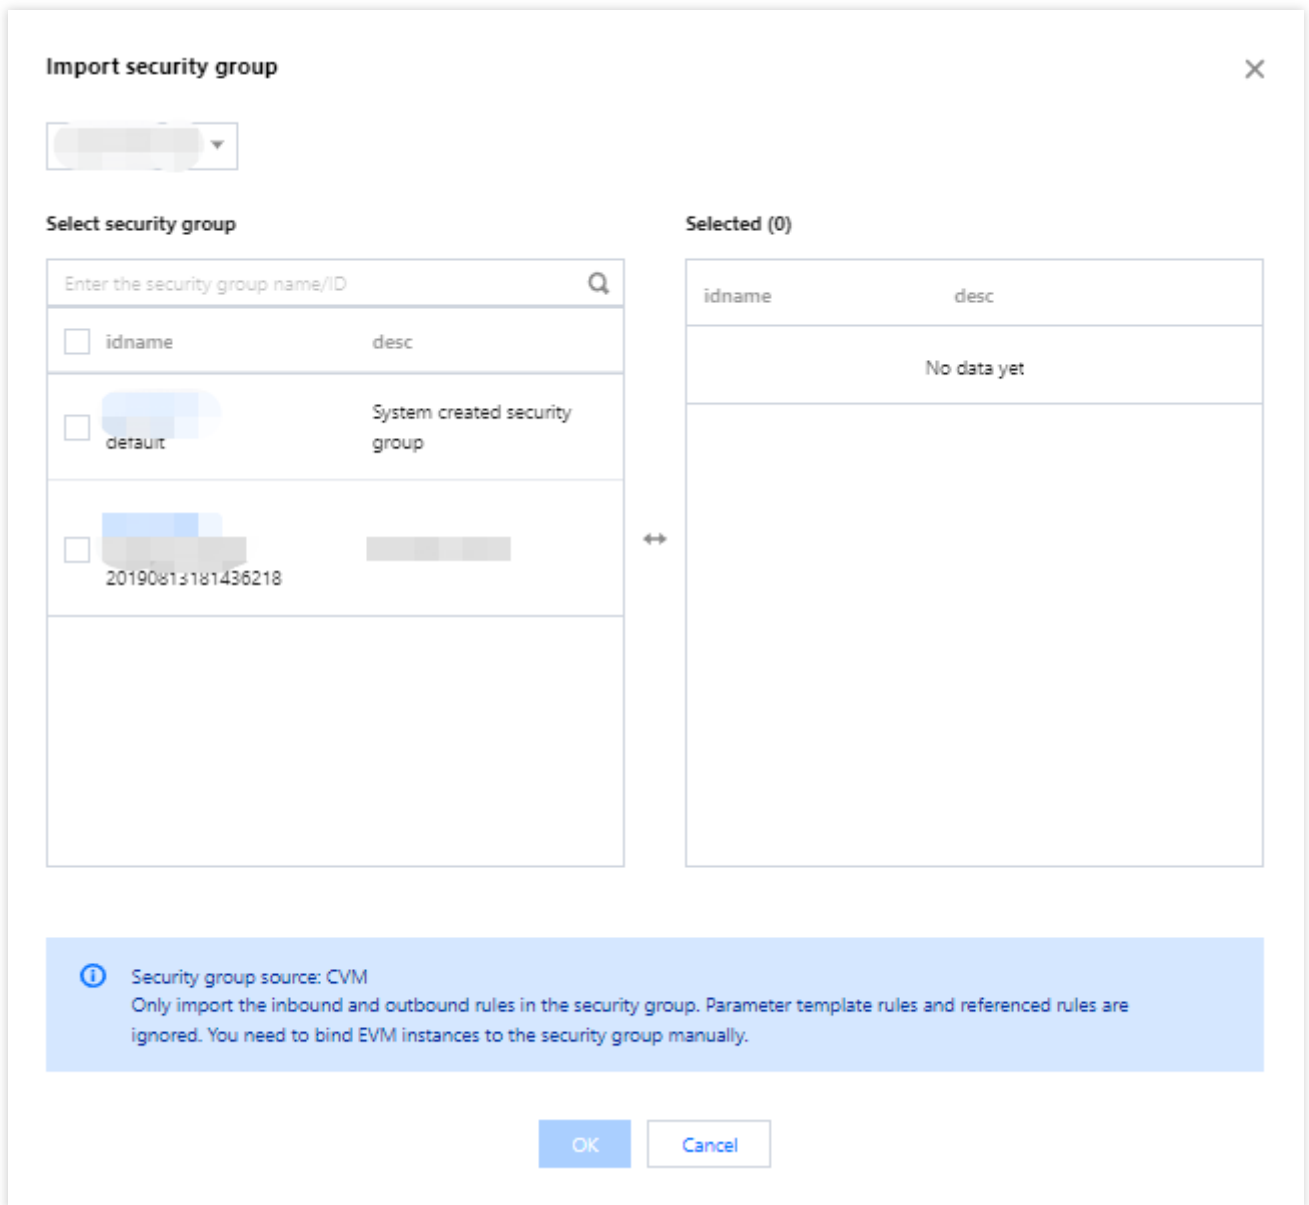 Import security group
Select security group
Selected (0)
Enter the security group name/ID
idname desc
idname desc
No data yet
default
System created security
group
20190813181436218
Security group source: CVM
Only import the inbound and outbound rules in the security group. Parameter template rules and referenced rules are
ignored. You need to bind EVM instances to the security group manually.
OK
Cancel